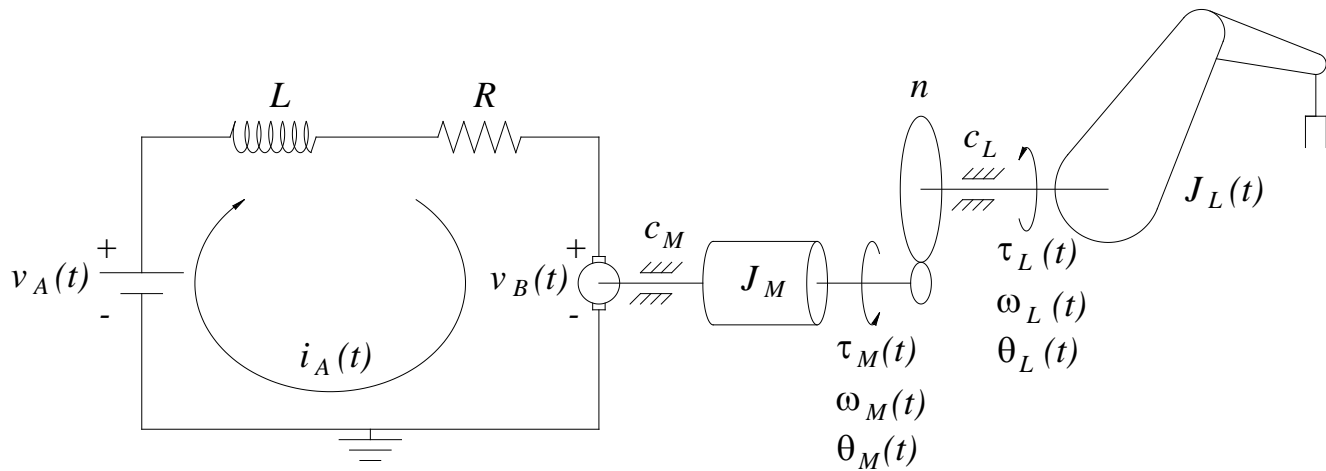 L
R
n
c_L
J_L(t)
c_M
+
v_A(t)
-
+
v_B(t)
-
J_M
τ_L(t)
ω_L(t)
θ_L(t)
i_A(t)
τ_M(t)
ω_M(t)
θ_M(t)